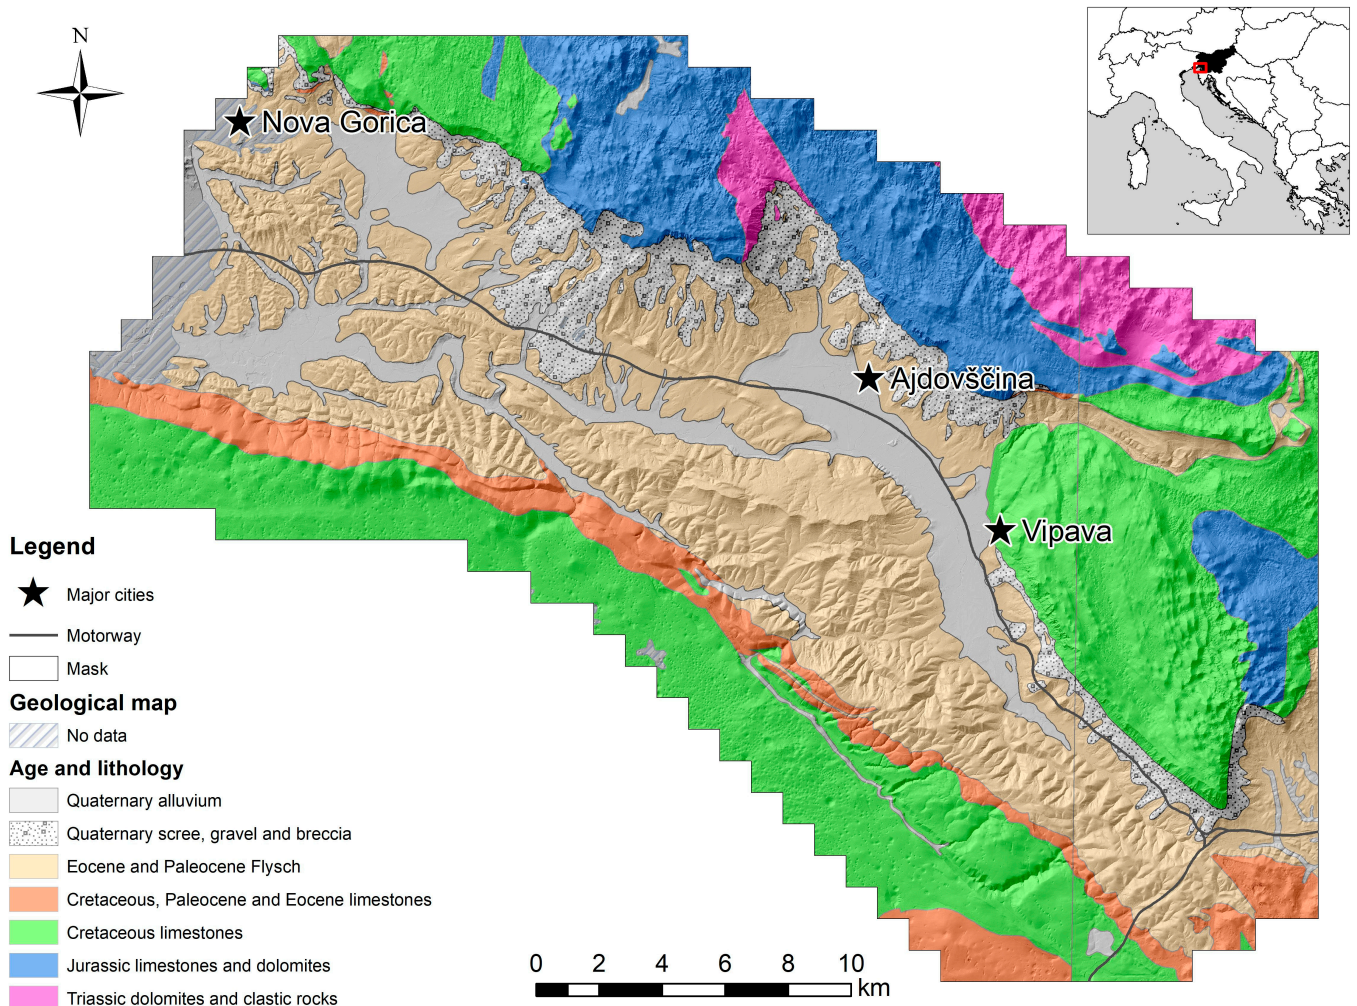 N
Nova Gorica
Ajdovščina
Vipava
Legend
Major cities
Motorway
Mask
Geological map
No data
Age and lithology
Quaternary alluvium
Quaternary scree, gravel and breccia
Eocene and Paleocene Flysch
Cretaceous, Paleocene and Eocene limestones
Cretaceous limestones
Jurassic limestones and dolomites
Triassic dolomites and clastic rocks
0 2 4 6 8 10
km